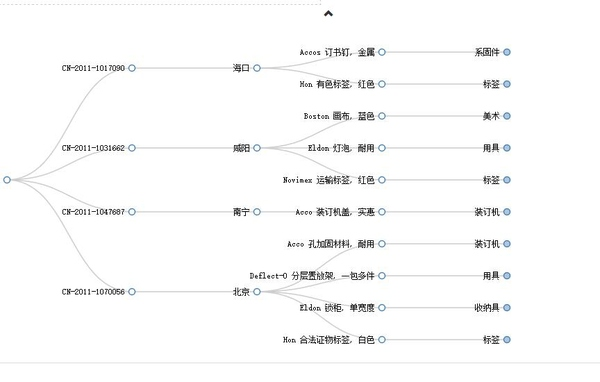 Accos 订书钉, 金属
系固件
CN-2011-1017090
海口
Hon 有色标签, 红色
标签
Boston 画布, 蓝色
美术
CN-2011-1031662
咸阳
Eldon 灯泡, 耐用
用具
Novimex 运输标签, 红色
标签
CN-2011-1047687
南宁
Acco 装订机盖, 实惠
装订机
Acco 孔加固材料, 耐用
装订机
Deflect-O 分层置放架, 一包多件
用具
CN-2011-1070056
北京
Eldon 锁柜, 单宽度
收纳具
Hon 合法证物标签, 白色
标签